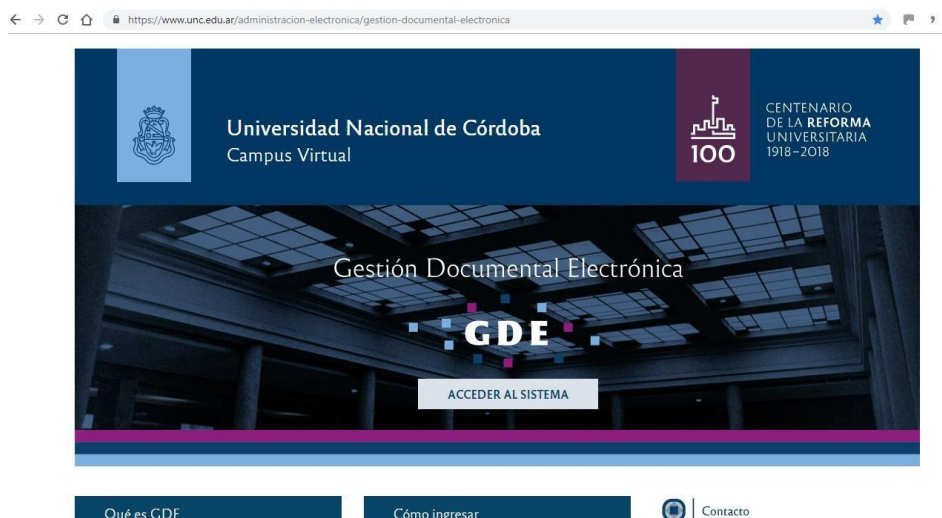 https://www.unc.edu.ar/administracion-electronica/gestion-documental-electronica
Universidad Nacional de Córdoba
Campus Virtual
100
CENTENARIO
DE LA REFORMA
UNIVERSITARIA
1918-2018
Gestión Documental Electrónica
GDE
ACCEDER AL SISTEMA
Qué es GDE
Cómo ingresar
Contacto